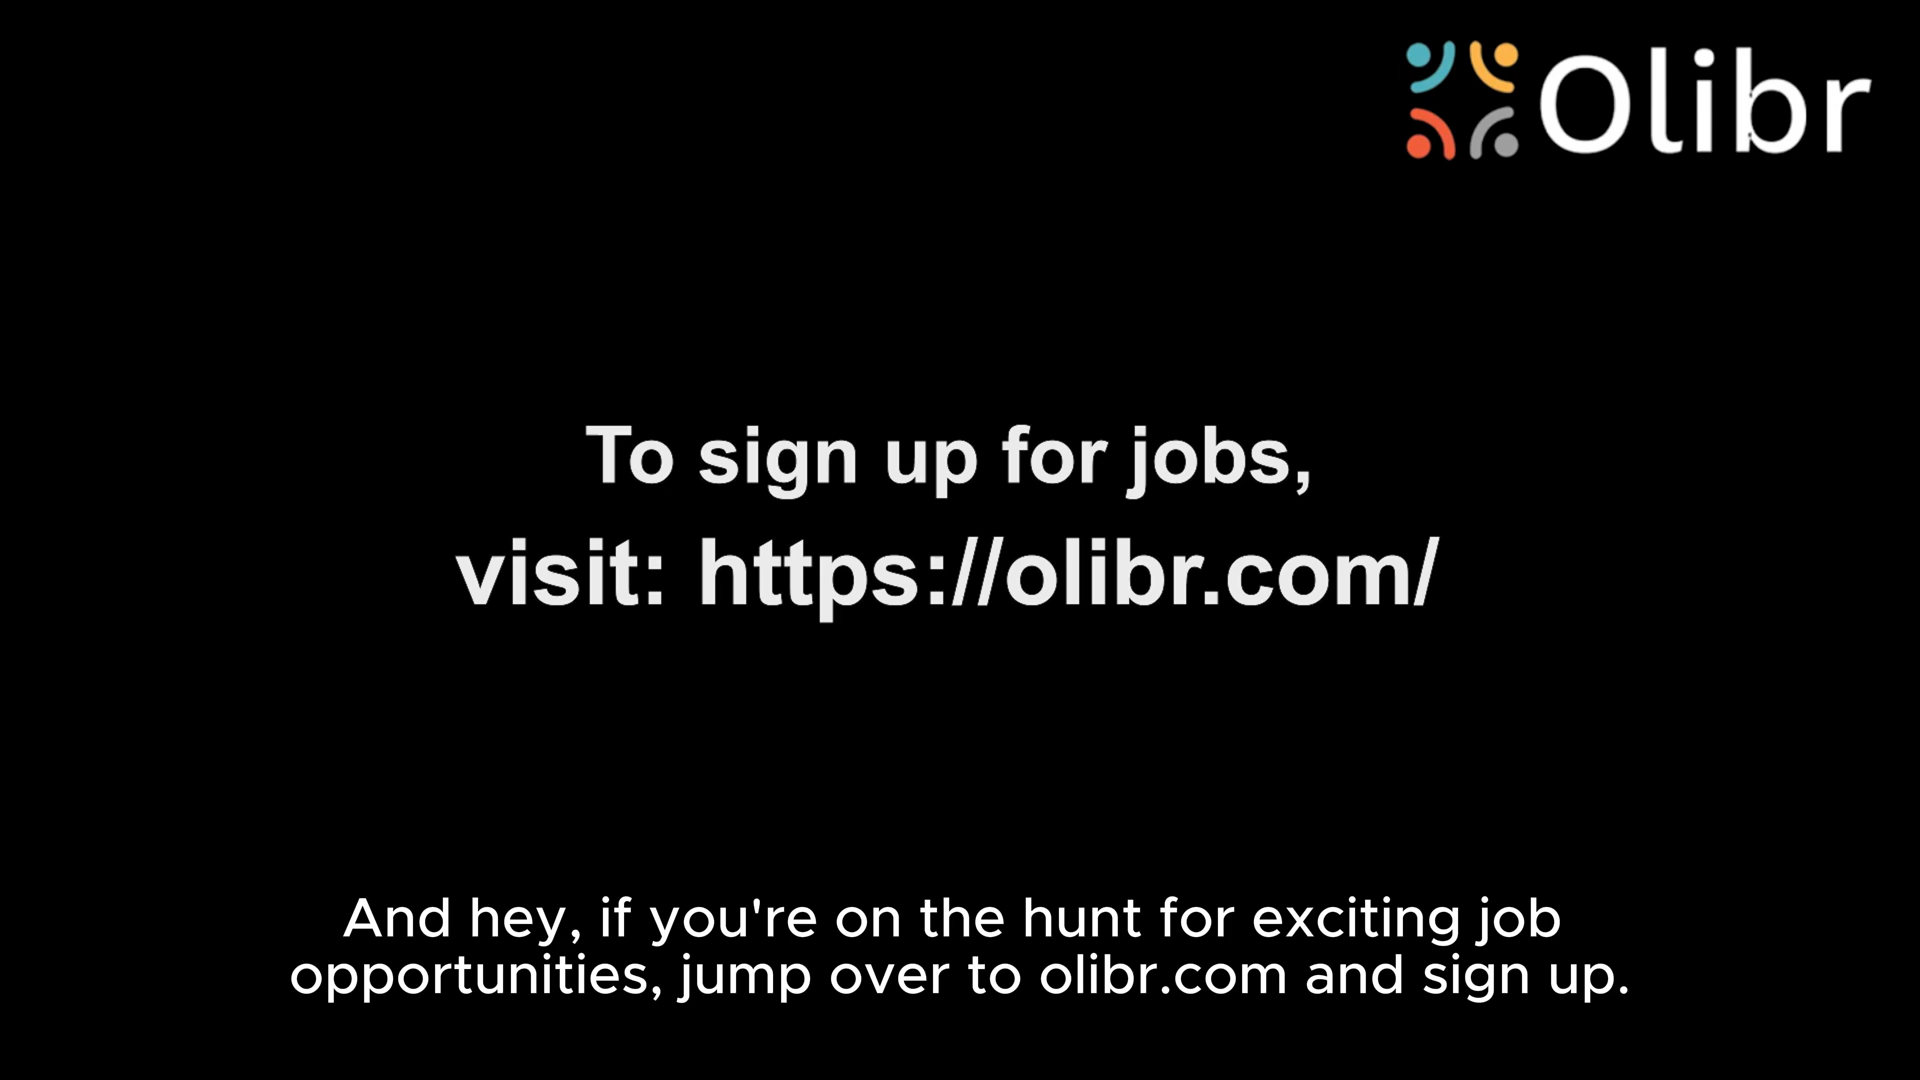 Olibr
To sign up for jobs,
visit: https://olibr.com/
And hey, if you're on the hunt for exciting job
opportunities, jump over to olibr.com and sign up.